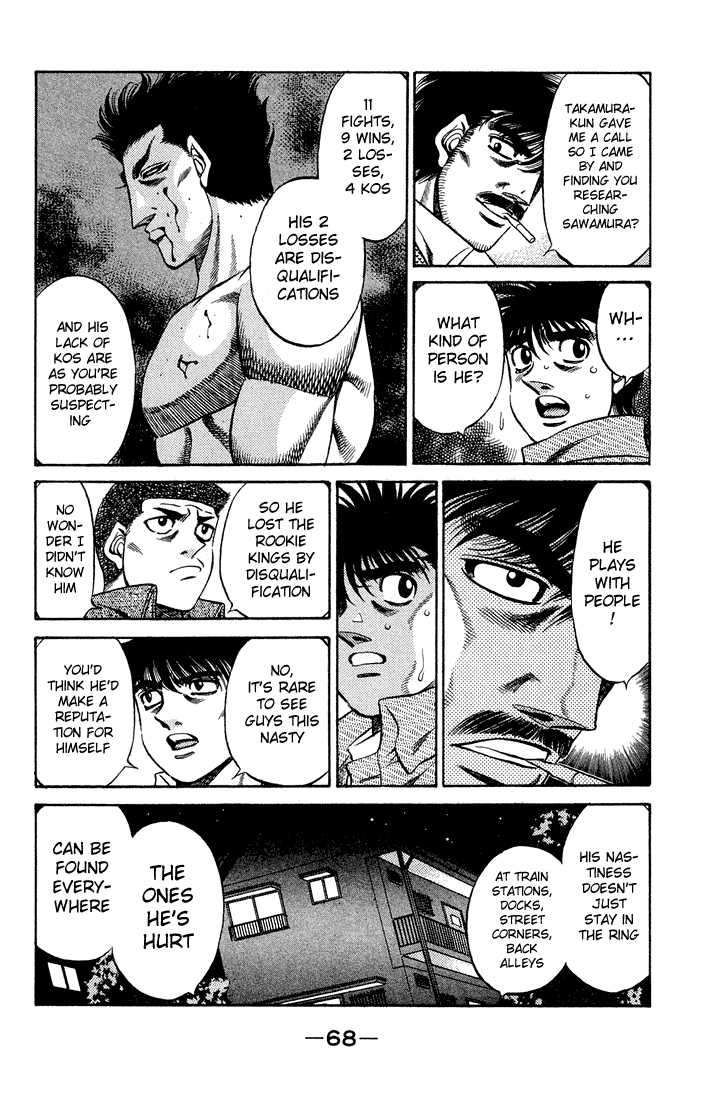 TAKAMURA-
KUN GAVE
ME A CALL
SO I CAME
BY AND
FINDING YOU
RESEAR-
CHING
SAWAMURA?
WH-
---
WHAT
KIND OF
PERSON
IS HE?
11
FIGHTS,
9 WINS,
2 LOS-
SES,
4 KOS
HIS 2
LOSSES
ARE DIS-
QUALIFI-
CATIONS
AND HIS
LACK OF
KOS ARE
AS YOU'RE
PROBABLY
SUSPECT-
ING
HE
PLAYS
WITH
PEOPLE
!
SO HE
LOST THE
ROOKIE
KINGS BY
DISQUALI-
FICATION
NO
WON-
DER I
DIDN'T
KNOW
HIM
NO,
IT'S RARE
TO SEE
GUYS THIS
NASTY
YOU'D
THINK HE'D
MAKE A
REPUTA-
TION FOR
HIMSELF
HIS NAS-
TINESS
DOESN'T
JUST
STAY IN
THE RING
AT TRAIN
STATIONS,
DOCKS,
STREET
CORNERS,
BACK
ALLEYS
THE
ONES
HE'S
HURT
CAN BE
FOUND
EVERY-
WHERE
—68—